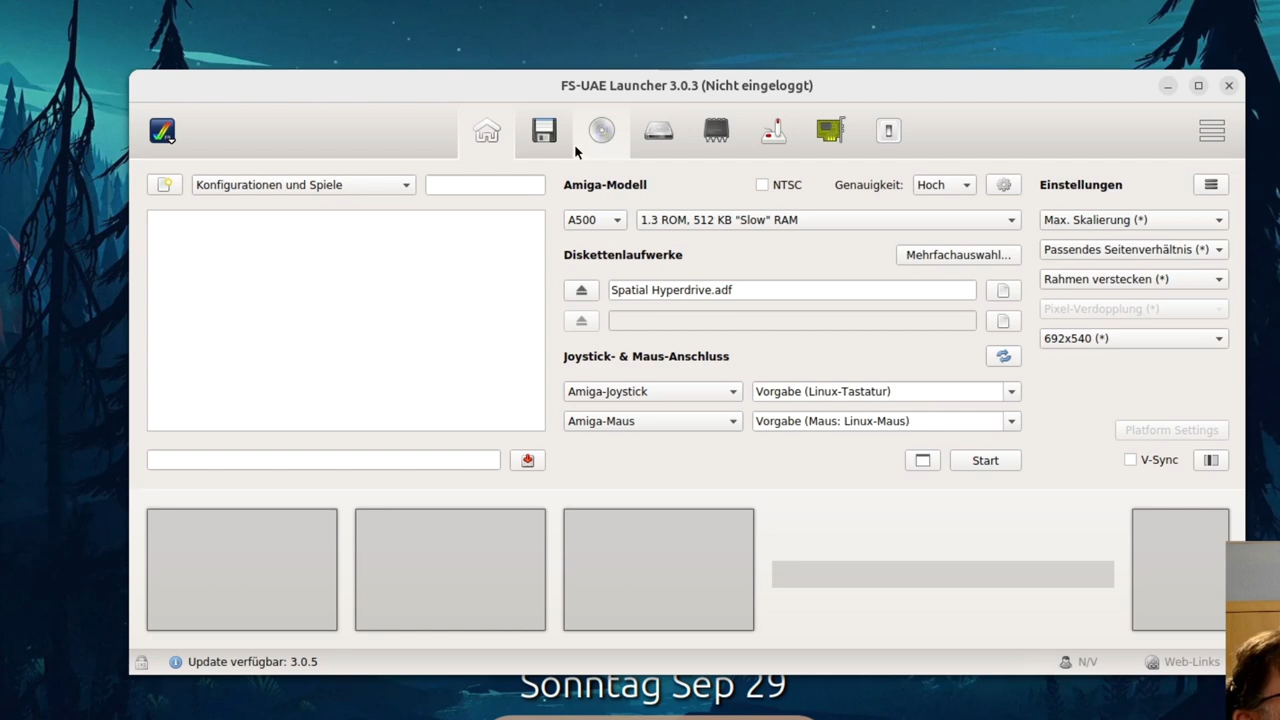 FS-UAE Launcher 3.0.3 (Nicht eingeloggt)
Konfigurationen und Spiele
Amiga-Modell
NTSC
Genauigkeit:
Hoch
Einstellungen
A500
1.3 ROM, 512 KB "Slow" RAM
Max. Skalierung (*)
Diskettenlaufwerke
Mehrfachauswahl...
Passendes Seitenverhältnis (*)
Spatial Hyperdrive.adf
Rahmen verstecken (*)
Pixel-Verdopplung (*)
692x540 (*)
Joystick- & Maus-Anschluss
Amiga-Joystick
Vorgabe (Linux-Tastatur)
Amiga-Maus
Vorgabe (Maus: Linux-Maus)
Platform Settings
Start
V-Sync
Update verfügbar: 3.0.5
N/V
Web-Links
Sonntag Sep 29